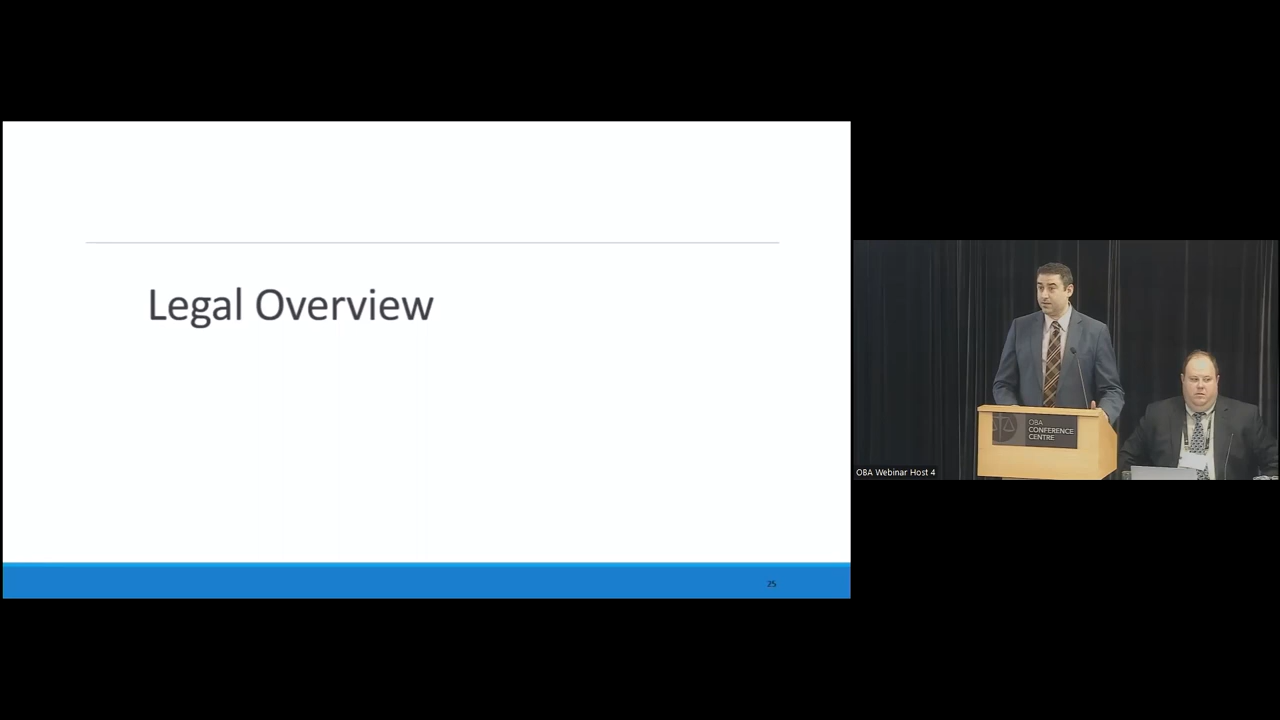 Legal Overview
25
OBA
CONFERENCE
CENTRE
OBA Webinar Host 4